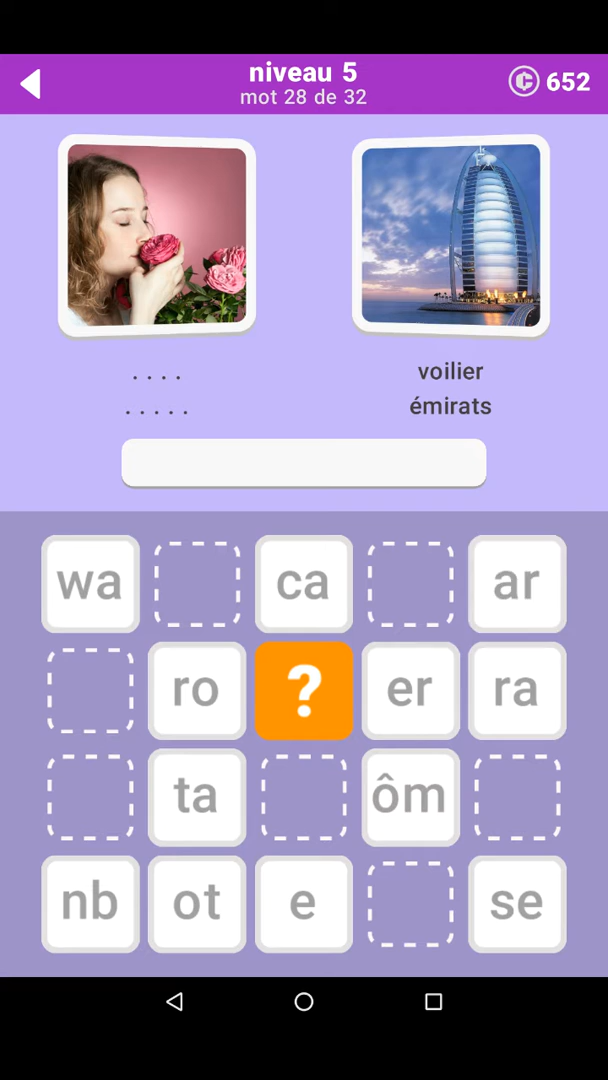 niveau 5
mot 28 de 32
652
. . . .
. . . . .
voilier
émirats
wa ca ar
ro ? er ra
ta ôm
nb ot e se